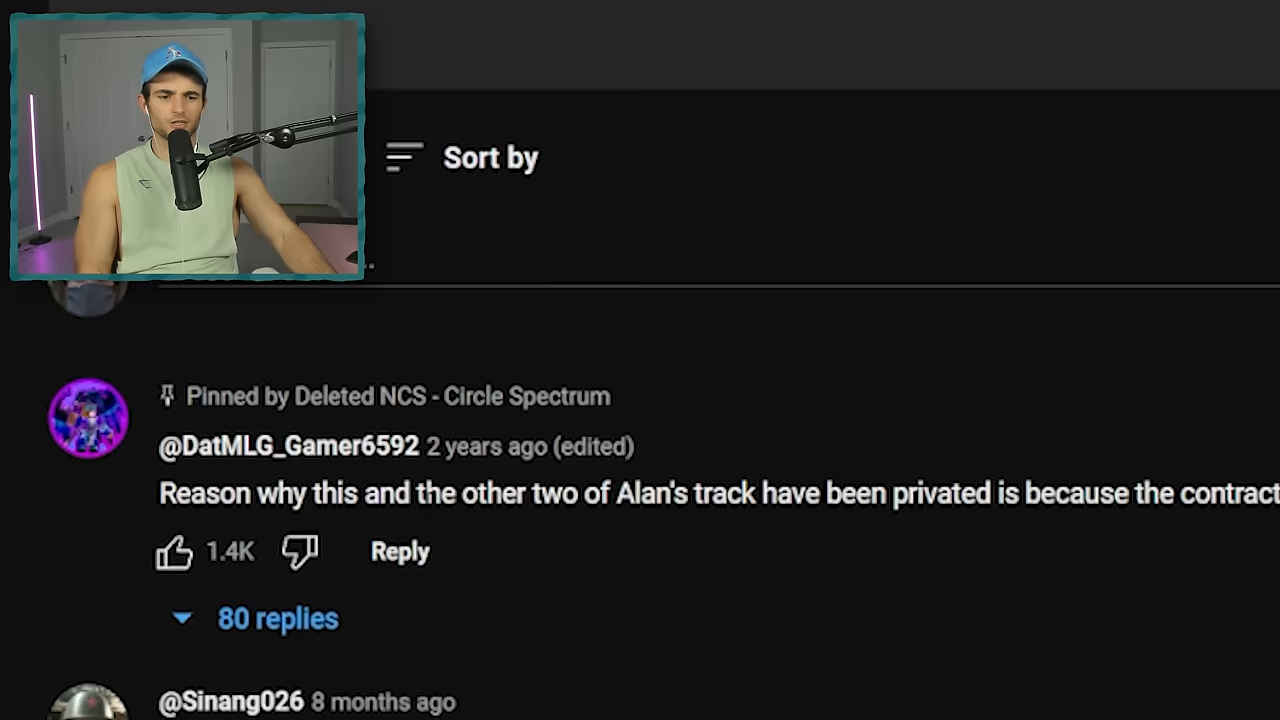 Sort by
Pinned by Deleted NCS - Circle Spectrum
@DatMLG_Gamer6592 2 years ago (edited)
Reason why this and the other two of Alan's track have been privated is because the contract
1.4K Reply
80 replies
@Sinang026 8 months ago